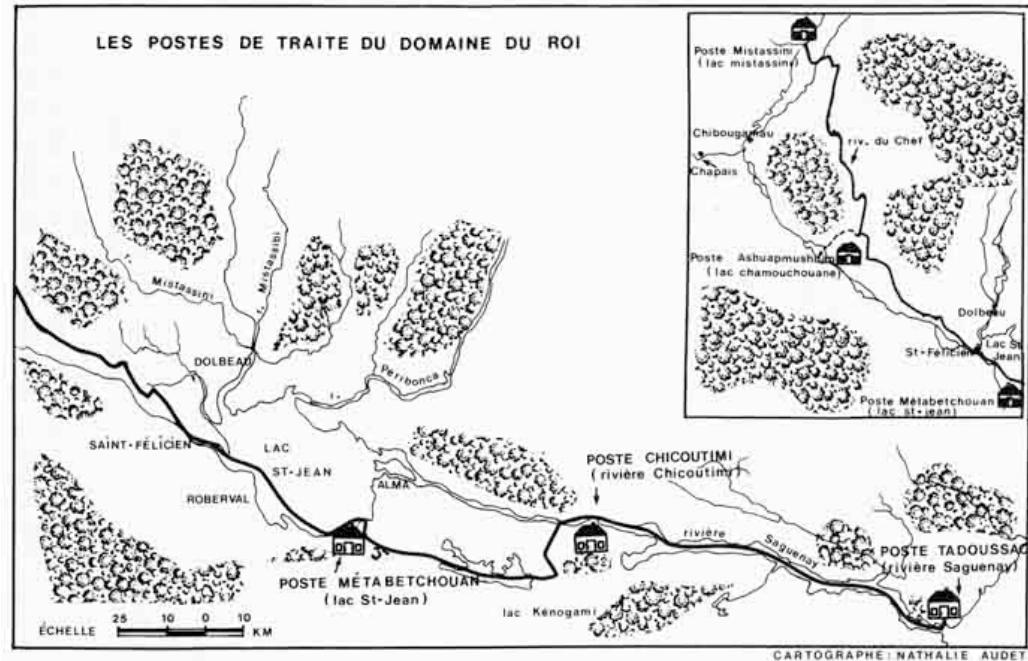 LES POSTES DE TRAITE DU DOMAINE DU ROI
Poste Mistassini
(lac mistassini)
Chibougamau
Chapais
riv. du Chef
Poste Ashuapmushuan
(lac chamouchouane)
Dolbeau
St-Félicien
Lac St
Jean
Poste Métabetchouan
(lac st-jean)
Mistassini
r. Mistassibi
DOLBEAU
r. Peribonca
SAINT-FÉLICIEN
LAC
ST-JEAN
ROBERVAL
ALMA
POSTE CHICOUTIMI
(rivière Chicoutimi)
rivière Saguenay
POSTE TADOUSSAC
(rivière Saguenay)
POSTE MÉTABETCHOUAN
(lac St-Jean)
lac Kénogami
ÉCHELLE
25 10 0 10
KM
CARTOGRAPHE: NATHALIE AUDET